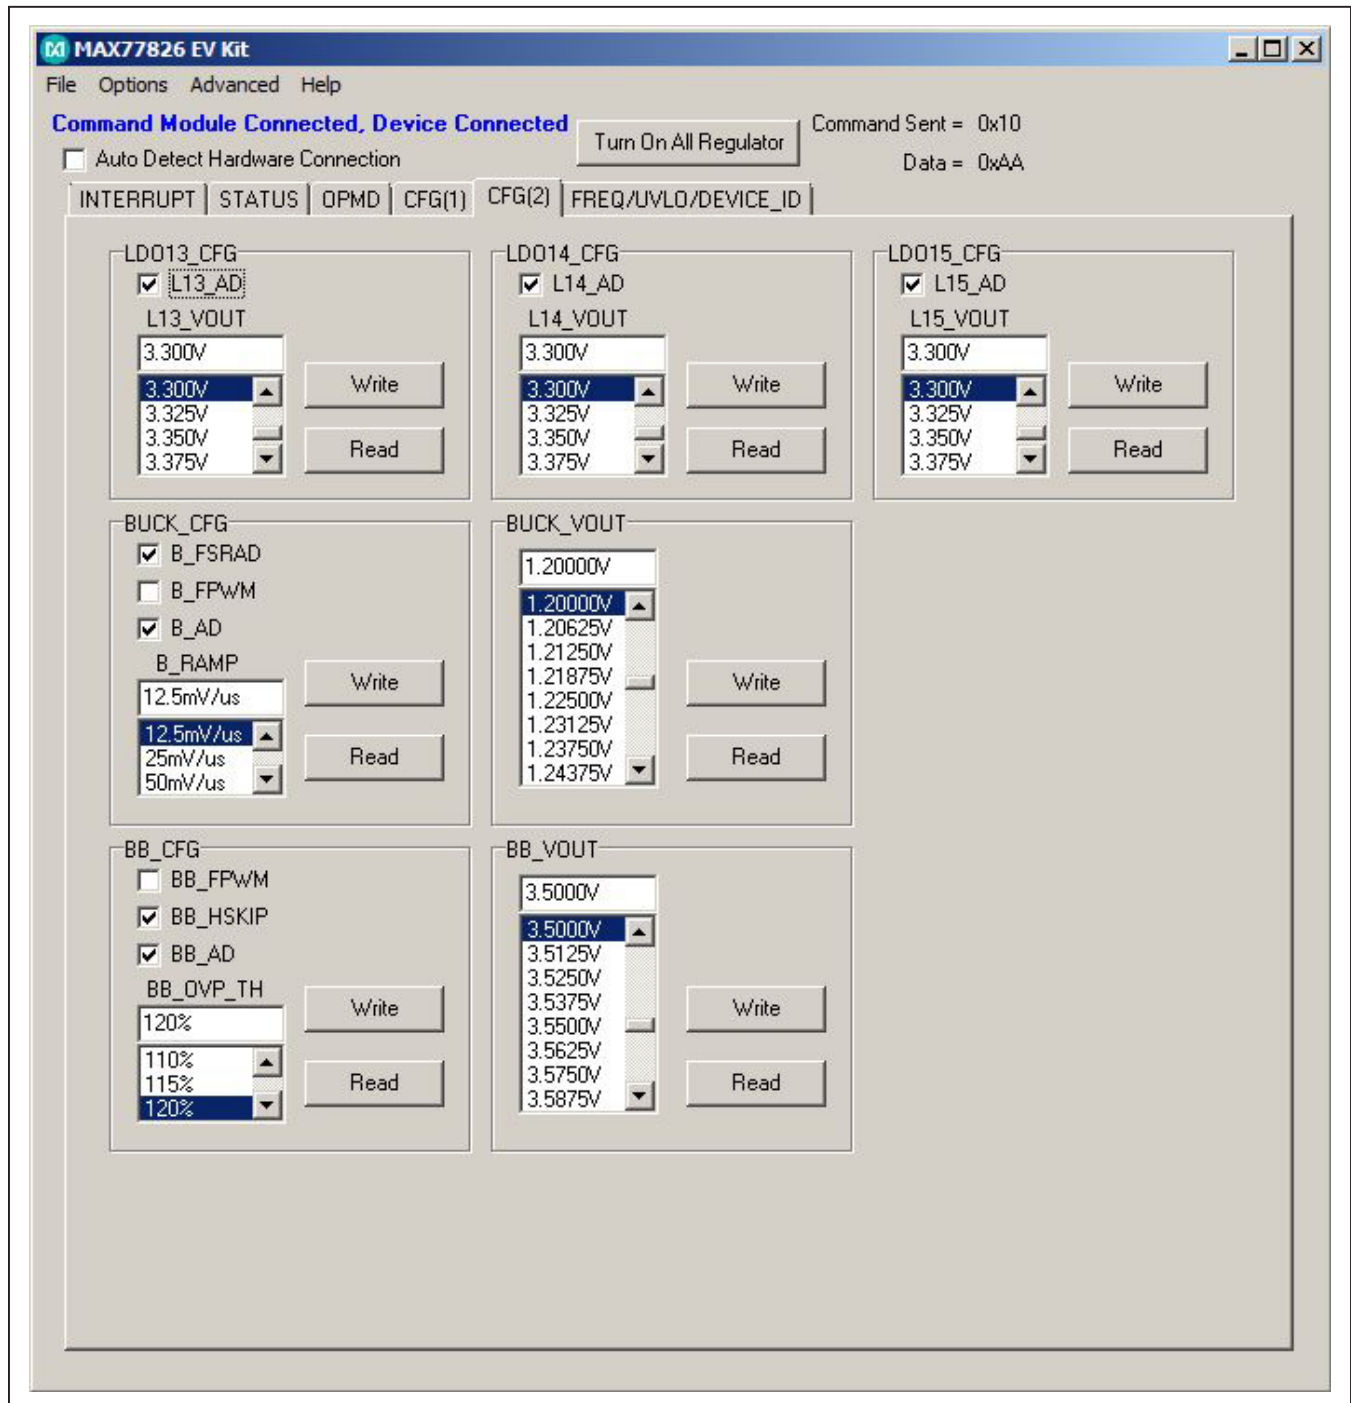 MAX77826 EV Kit
File Options Advanced Help
Command Module Connected, Device Connected
Turn On All Regulator
Command Sent = 0x10
Auto Detect Hardware Connection
Data = 0xAA
INTERRUPT STATUS OPMD CFG(1) CFG(2) FREQ/UVLO/DEVICE_ID
LDO13_CFG
L13_AD
L13_VOUT
3.300V
3.300V
3.325V
3.350V
3.375V
Write
Read
LDO14_CFG
L14_AD
L14_VOUT
3.300V
3.300V
3.325V
3.350V
3.375V
Write
Read
LDO15_CFG
L15_AD
L15_VOUT
3.300V
3.300V
3.325V
3.350V
3.375V
Write
Read
BUCK_CFG
B_FSRAD
B_FPWM
B_AD
B_RAMP
12.5mV/us
12.5mV/us
25mV/us
50mV/us
Write
Read
BUCK_VOUT
1.20000V
1.20000V
1.20625V
1.21250V
1.21875V
1.22500V
1.23125V
1.23750V
1.24375V
Write
Read
BB_CFG
BB_FPWM
BB_HSKIP
BB_AD
BB_OVP_TH
120%
110%
115%
120%
Write
Read
BB_VOUT
3.5000V
3.5000V
3.5125V
3.5250V
3.5375V
3.5500V
3.5625V
3.5750V
3.5875V
Write
Read